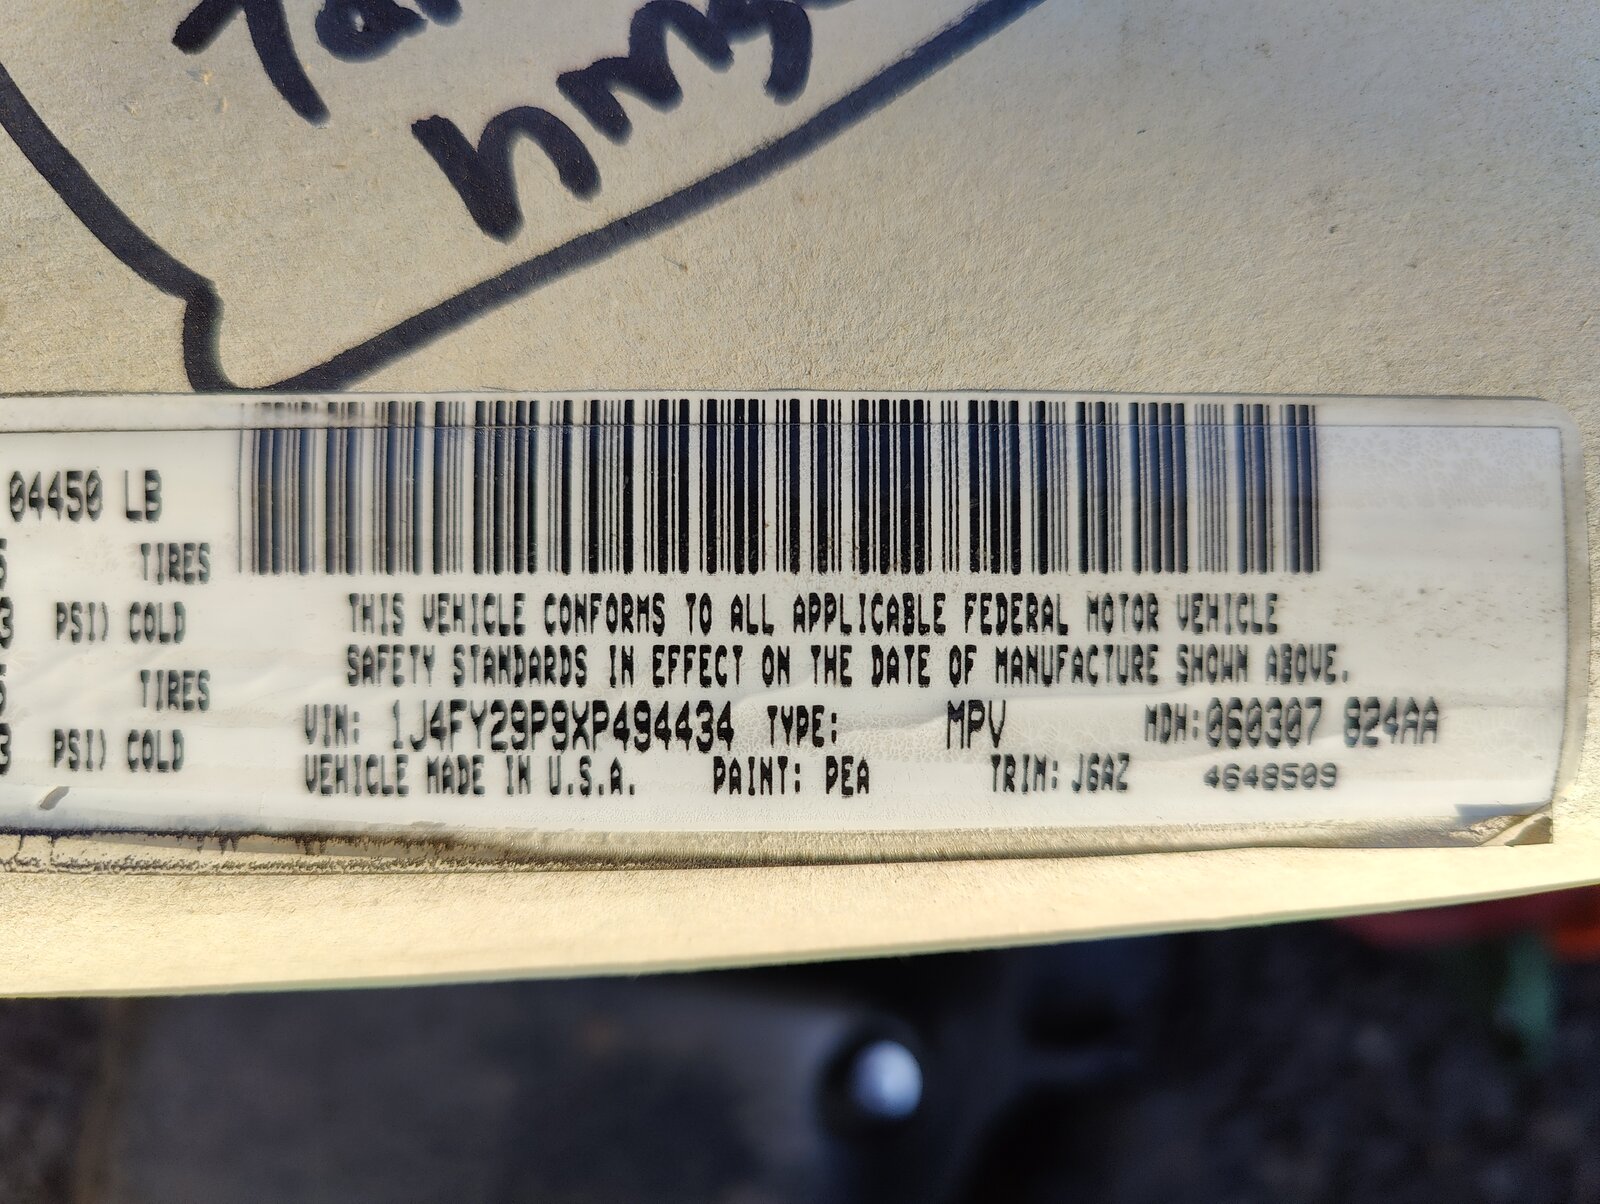 04450 LB
TIRES
PSI) COLD
TIRES
PSI) COLD
THIS VEHICLE CONFORMS TO ALL APPLICABLE FEDERAL MOTOR VEHICLE
SAFETY STANDARDS IN EFFECT ON THE DATE OF MANUFACTURE SHOWN ABOVE.
VIN: 1J4FY29P9XP494434 TYPE: MPV MDH:060307 824AA
VEHICLE MADE IN U.S.A. PAINT: PEA TRIM: J6AZ 4648509